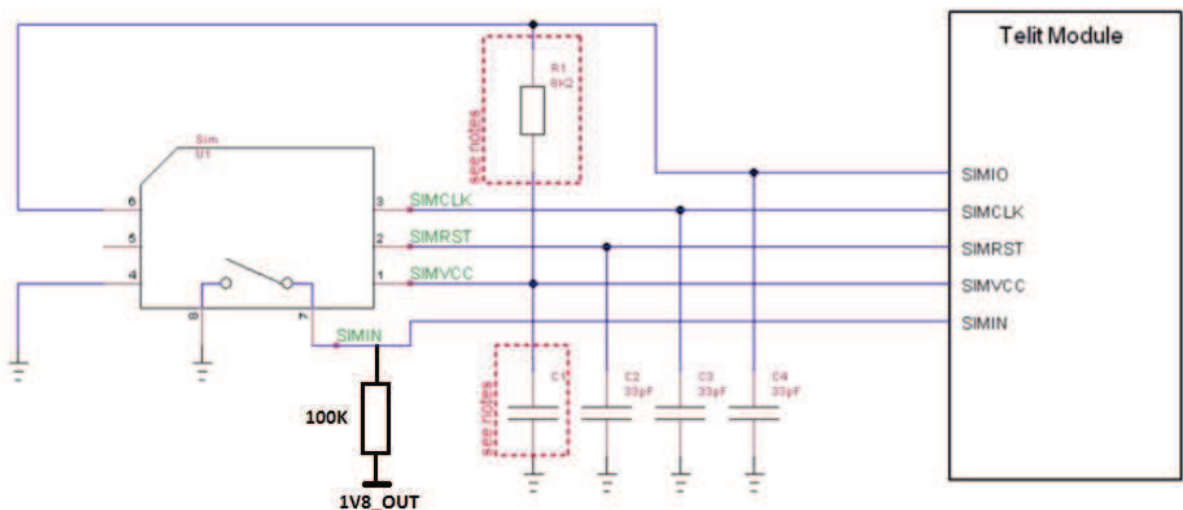 Telit Module
R1
6K2
see notes
Sim
U1
SIMIO
6
3
SIMCLK
SIMCLK
5
2
SIMRST
SIMRST
4
1
SIMVCC
SIMVCC
8
7
SIMIN
SIMIN
see notes
C1
C2
33pF
C3
33pF
C4
33pF
100K
1V8_OUT